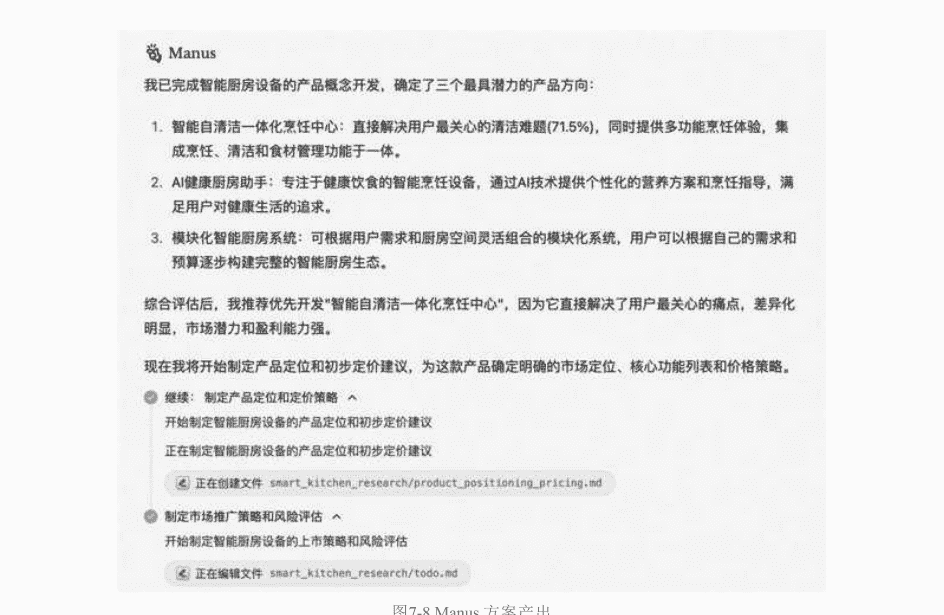 Manus
我已完成智能厨房设备的产品概念开发，确定了三个最具潜力的产品方向：
1. 智能自清洁一体化烹饪中心：直接解决用户最关心的清洁难题(71.5%)，同时提供多功能烹饪体验，集
成烹饪、清洁和食材管理功能于一体。
2. AI健康厨房助手：专注于健康饮食的智能烹饪设备，通过AI技术提供个性化的营养方案和烹饪指导，满
足用户对健康生活的追求。
3. 模块化智能厨房系统：可根据用户需求和厨房空间灵活组合的模块化系统，用户可以根据自己的需求和
预算逐步构建完整的智能厨房生态。
综合评估后，我推荐优先开发"智能自清洁一体化烹饪中心"，因为它直接解决了用户最关心的痛点，差异化
明显，市场潜力和盈利能力强。
现在我将开始制定产品定位和初步定价建议，为这款产品确定明确的市场定位、核心功能列表和价格策略。
继续： 制定产品定位和定价策略
开始制定智能厨房设备的产品定位和初步定价建议
正在制定智能厨房设备的产品定位和初步定价建议
正在创建文件 smart_kitchen_research/product_positioning_pricing.md
制定市场推广策略和风险评估
开始制定智能厨房设备的上市策略和风险评估
正在编辑文件 smart_kitchen_research/todo.md
图7-8 Manus 方案产出